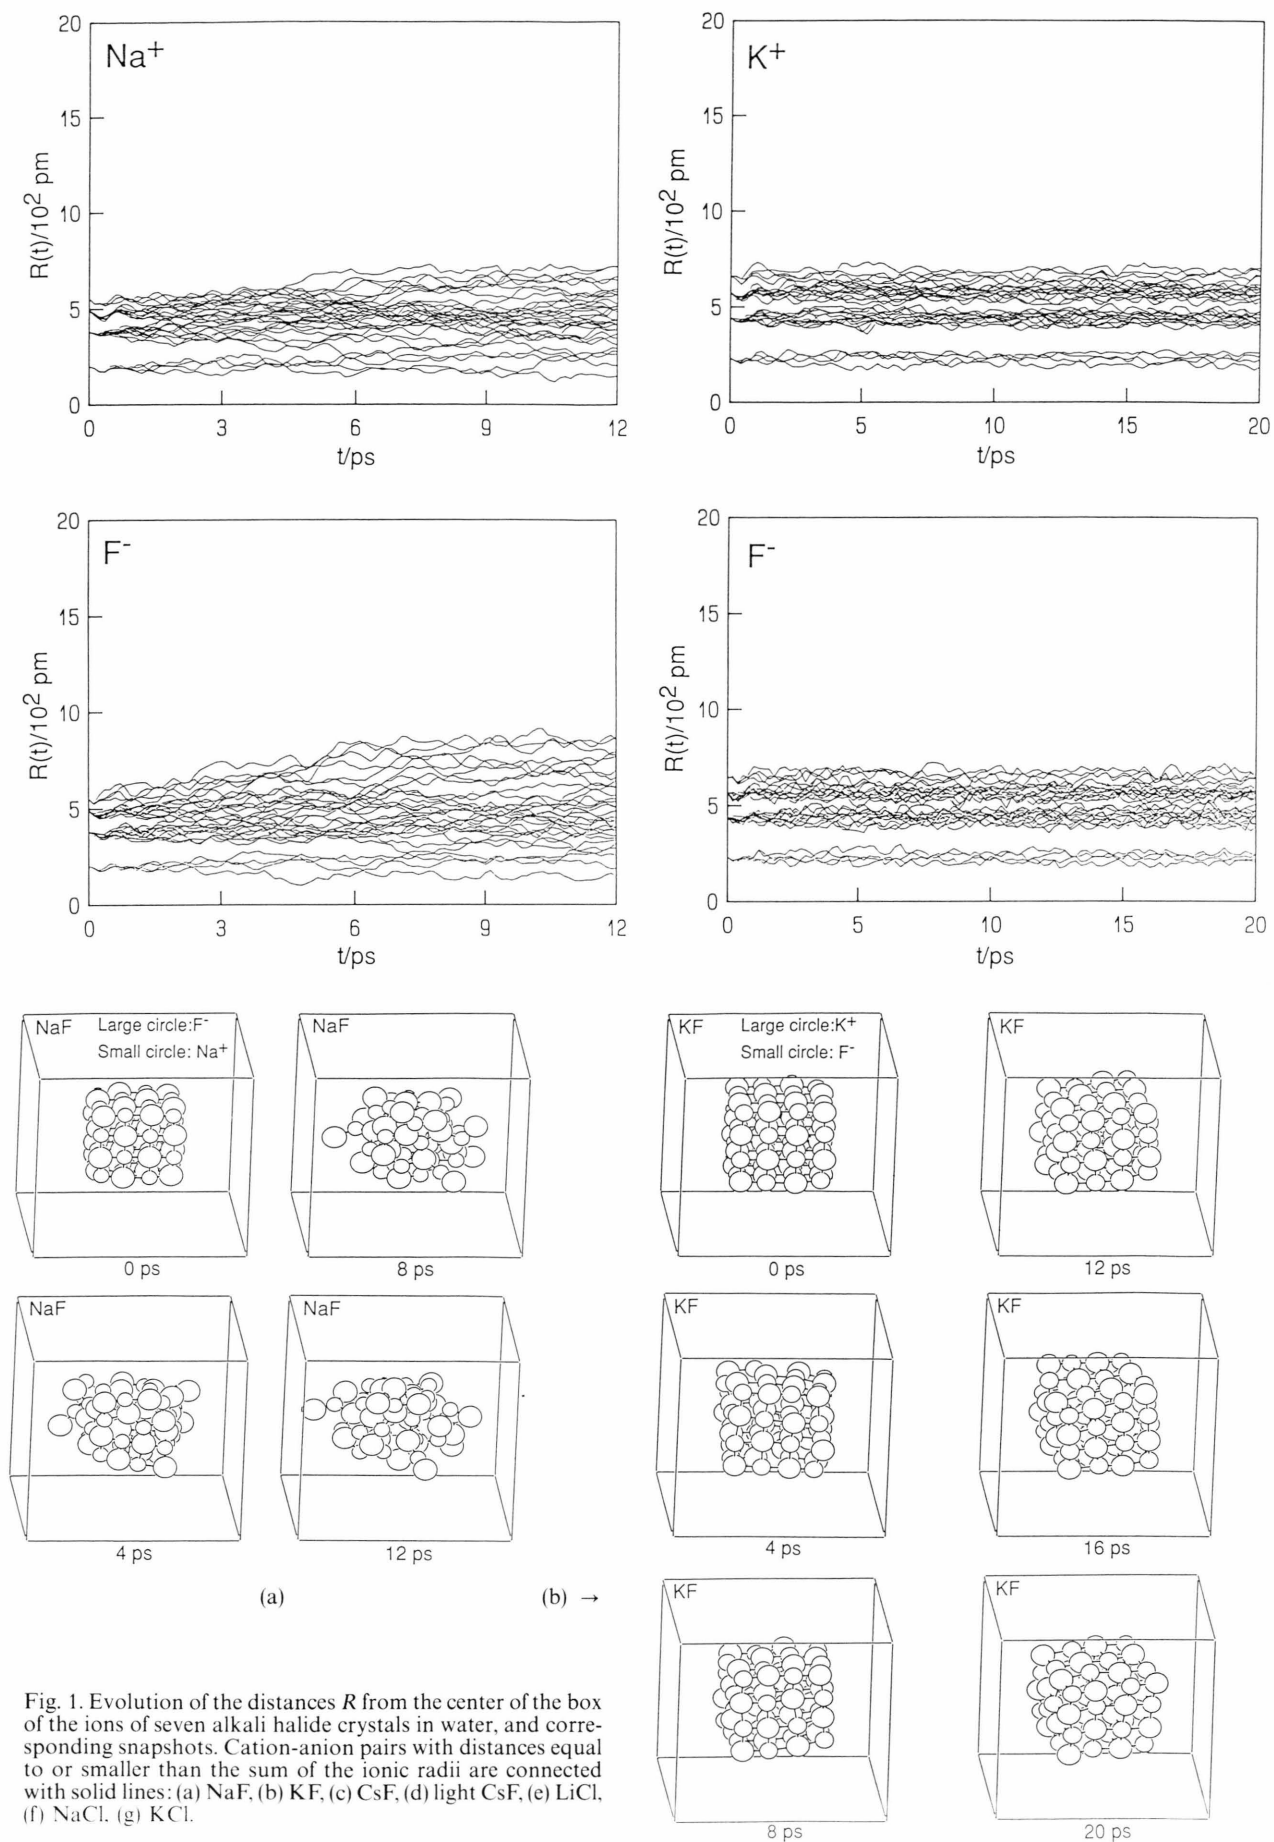 20
Na⁺
15
R(t)/10² pm
10
5
0
0 3 6 9 12
t/ps
20
K⁺
15
R(t)/10² pm
10
5
0
0 5 10 15 20
t/ps
20
F⁻
15
R(t)/10² pm
10
5
0
0 3 6 9 12
t/ps
20
F⁻
15
R(t)/10² pm
10
5
0
0 5 10 15 20
t/ps
NaF Large circle:F⁻
Small circle: Na⁺
0 ps
NaF
8 ps
NaF
4 ps
NaF
12 ps
(a)
KF Large circle:K⁺
Small circle: F⁻
0 ps
KF
12 ps
KF
4 ps
KF
16 ps
(b) →
KF
8 ps
KF
20 ps
Fig. 1. Evolution of the distances R from the center of the box
of the ions of seven alkali halide crystals in water, and corre-
sponding snapshots. Cation-anion pairs with distances equal
to or smaller than the sum of the ionic radii are connected
with solid lines: (a) NaF, (b) KF, (c) CsF, (d) light CsF, (e) LiCl,
(f) NaCl, (g) KCl.